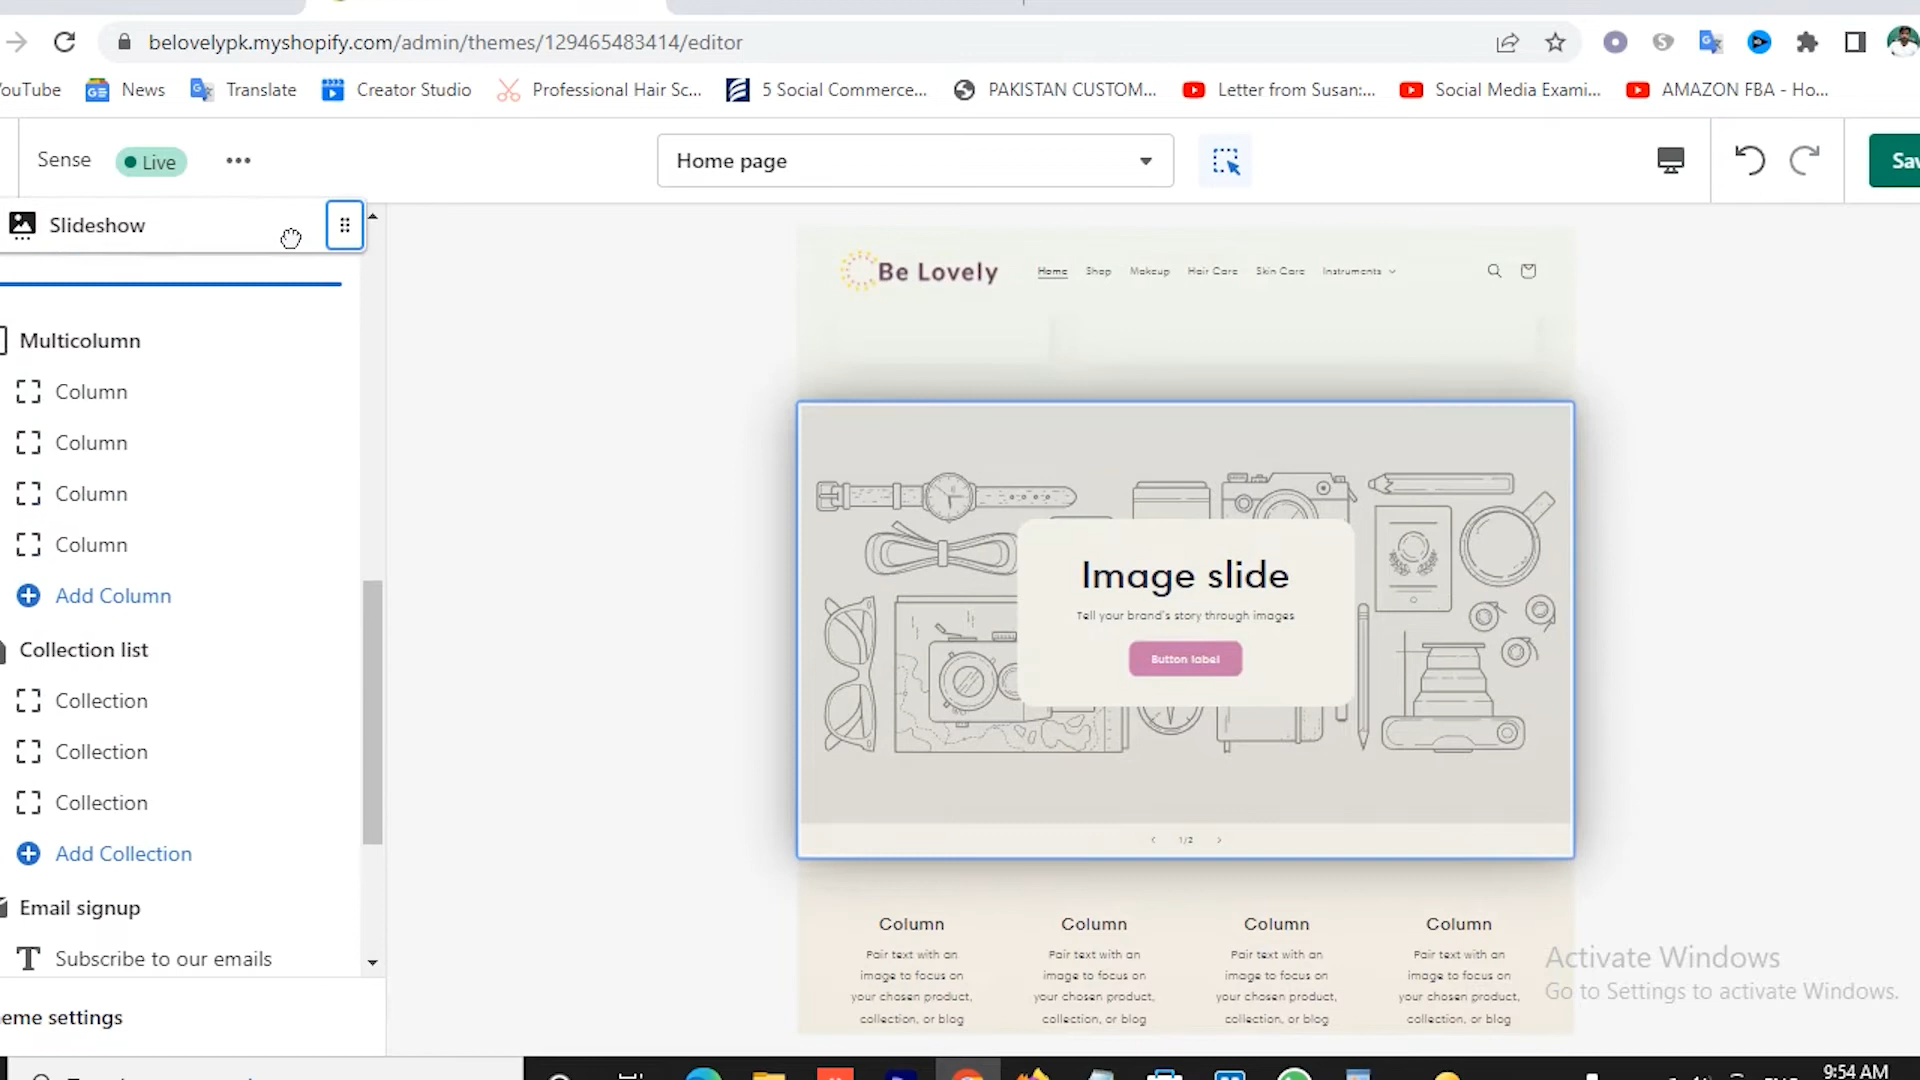 belovelypk.myshopify.com/admin/themes/129465483414/editor
YouTube News Translate Creator Studio Professional Hair Sc... 5 Social Commerce... PAKISTAN CUSTOM... Letter from Susan:... Social Media Exami... AMAZON FBA - Ho...
Sense Live Home page Sav
Slideshow
Multicolumn
Column
Column
Column
Column
Add Column
Collection list
Collection
Collection
Collection
Add Collection
Email signup
Subscribe to our emails
eme settings
Be Lovely Home Shop Makeup Hair Care Skin Care Instruments
Image slide
Tell your brand's story through images
Button label
1/2
Column Column Column Column
Pair text with an Pair text with an Pair text with an Pair text with an
image to focus on image to focus on image to focus on image to focus on
your chosen product, your chosen product, your chosen product, your chosen product,
collection, or blog collection, or blog collection, or blog collection, or blog
Activate Windows
Go to Settings to activate Windows.
9:54 AM